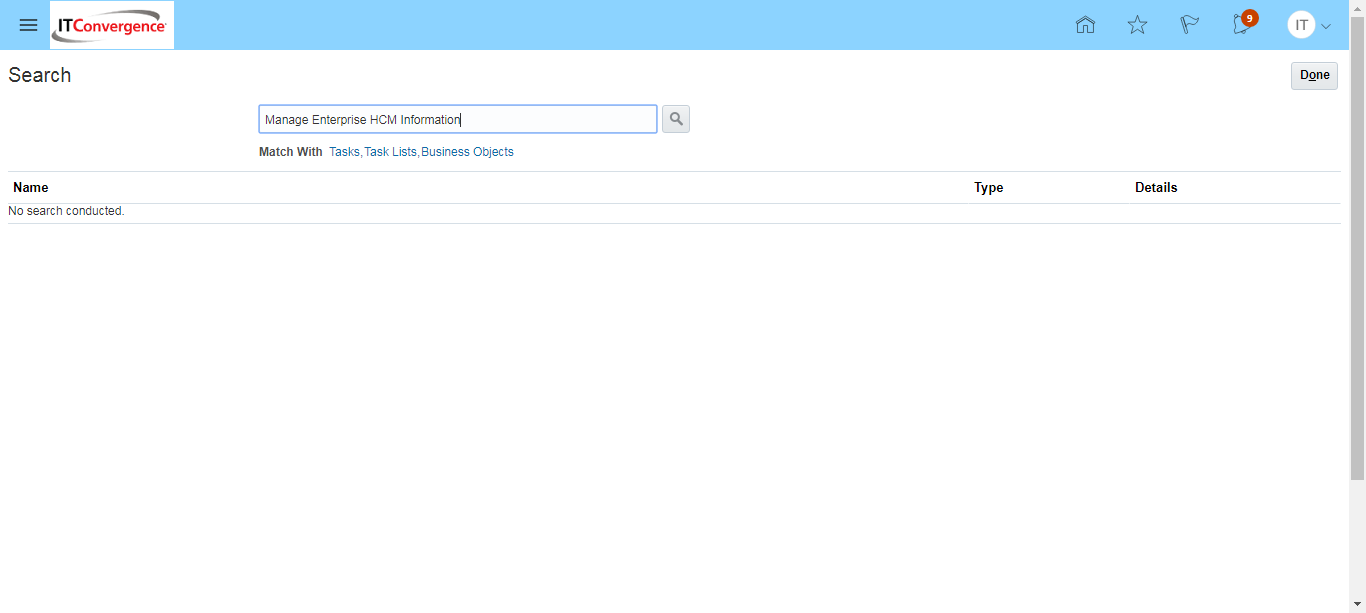 ITConvergence
9
IT
Search
Done
Manage Enterprise HCM Information
Match With Tasks, Task Lists, Business Objects
Name Type Details
No search conducted.